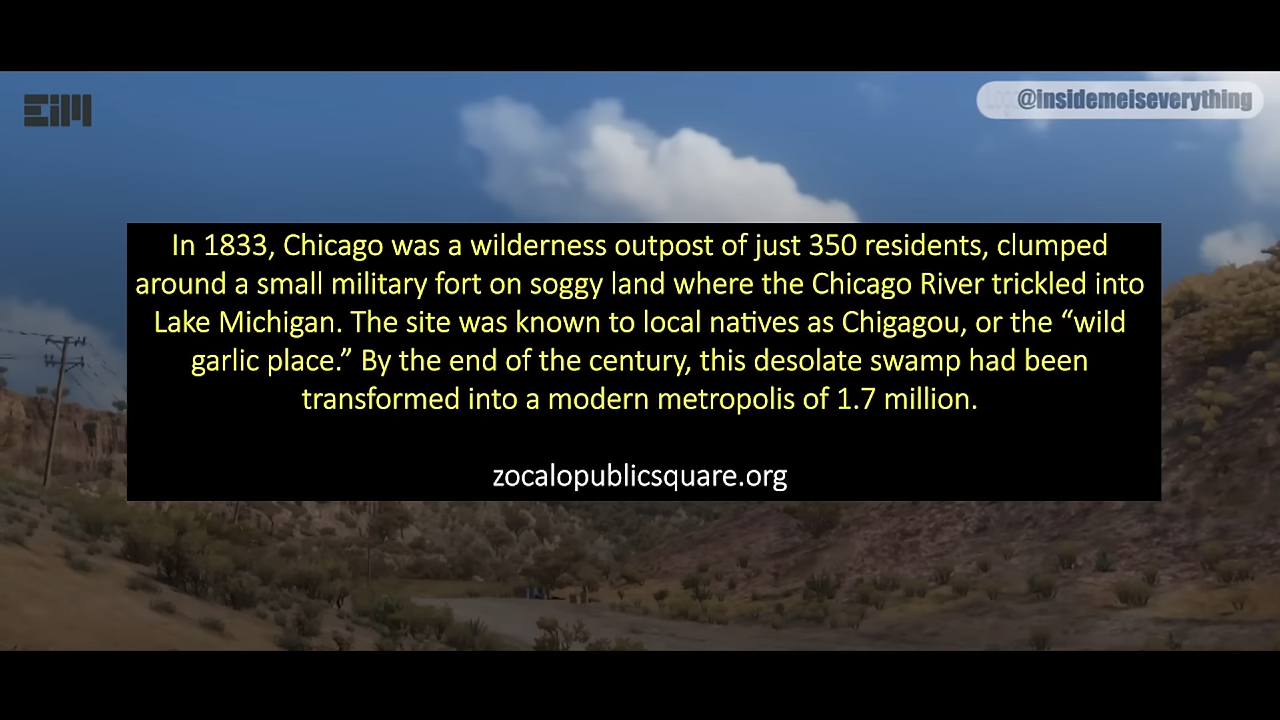 EiM
@insidemeiseverything
In 1833, Chicago was a wilderness outpost of just 350 residents, clumped
around a small military fort on soggy land where the Chicago River trickled into
Lake Michigan. The site was known to local natives as Chigagou, or the “wild
garlic place.” By the end of the century, this desolate swamp had been
transformed into a modern metropolis of 1.7 million.
zocalopublicsquare.org